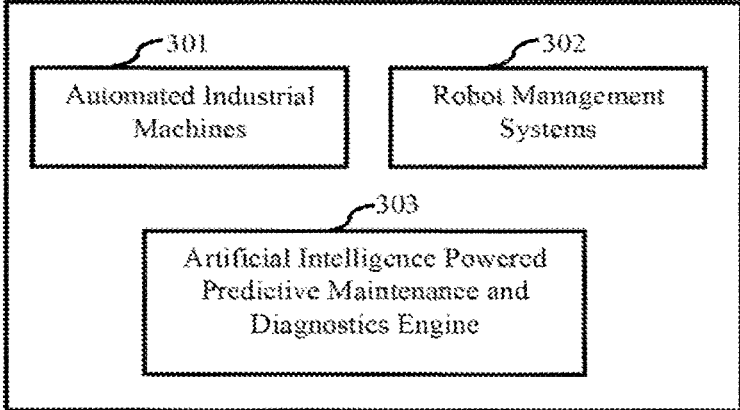 301
Automated Industrial
Machines
302
Robot Management
Systems
303
Artificial Intelligence Powered
Predictive Maintenance and
Diagnostics Engine